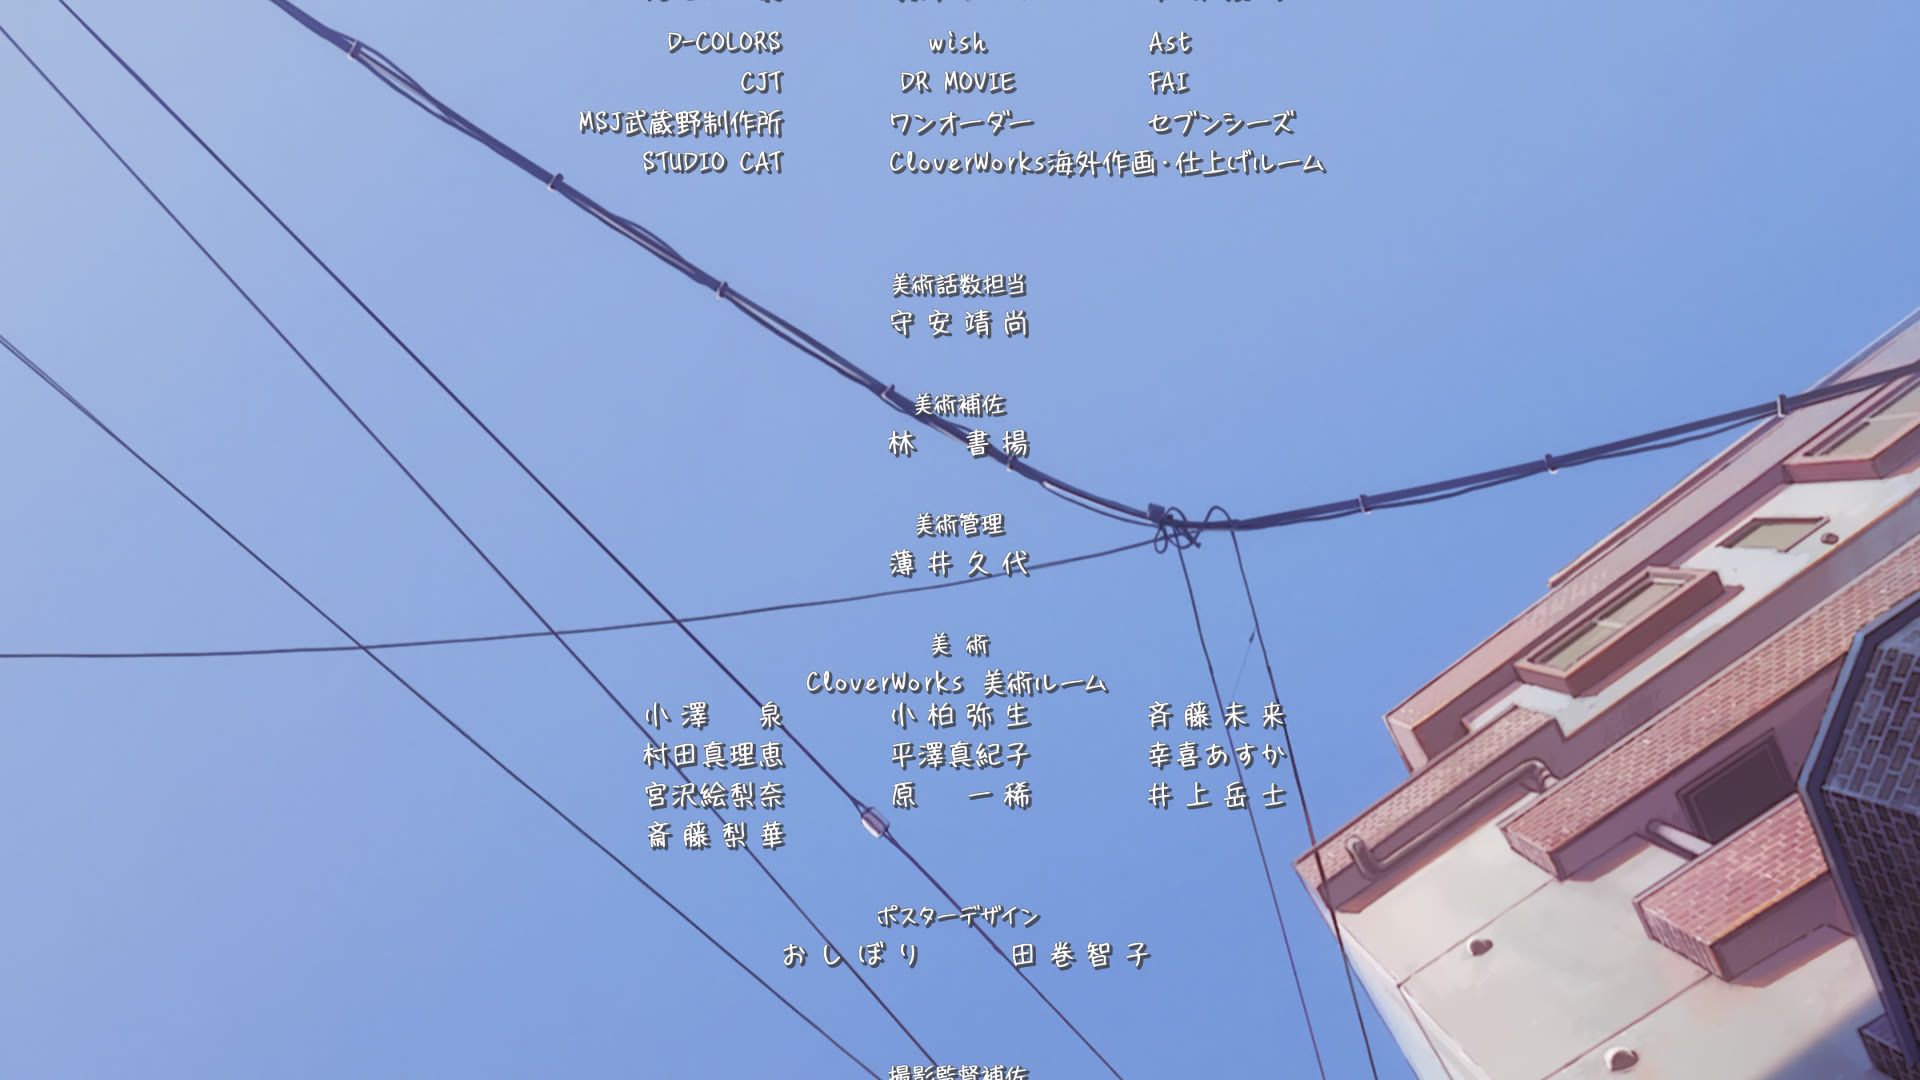 D-COLORS wish Ast
CJT DR MOVIE FAI
MSJ武蔵野制作所 ワンオーダー セブンシーズ
STUDIO CAT CloverWorks海外作画・仕上げルーム
美術話数担当
守安靖尚
美術補佐
林 書揚
美術管理
薄井久代
美術
CloverWorks 美術ルーム
小澤 泉 小柏弥生 斉藤未来
村田真理恵 平澤真紀子 幸喜あすか
宮沢絵梨奈 原 一稀 井上岳士
斎藤梨華
ポスターデザイン
おしぼり 田巻智子
撮影監督補佐